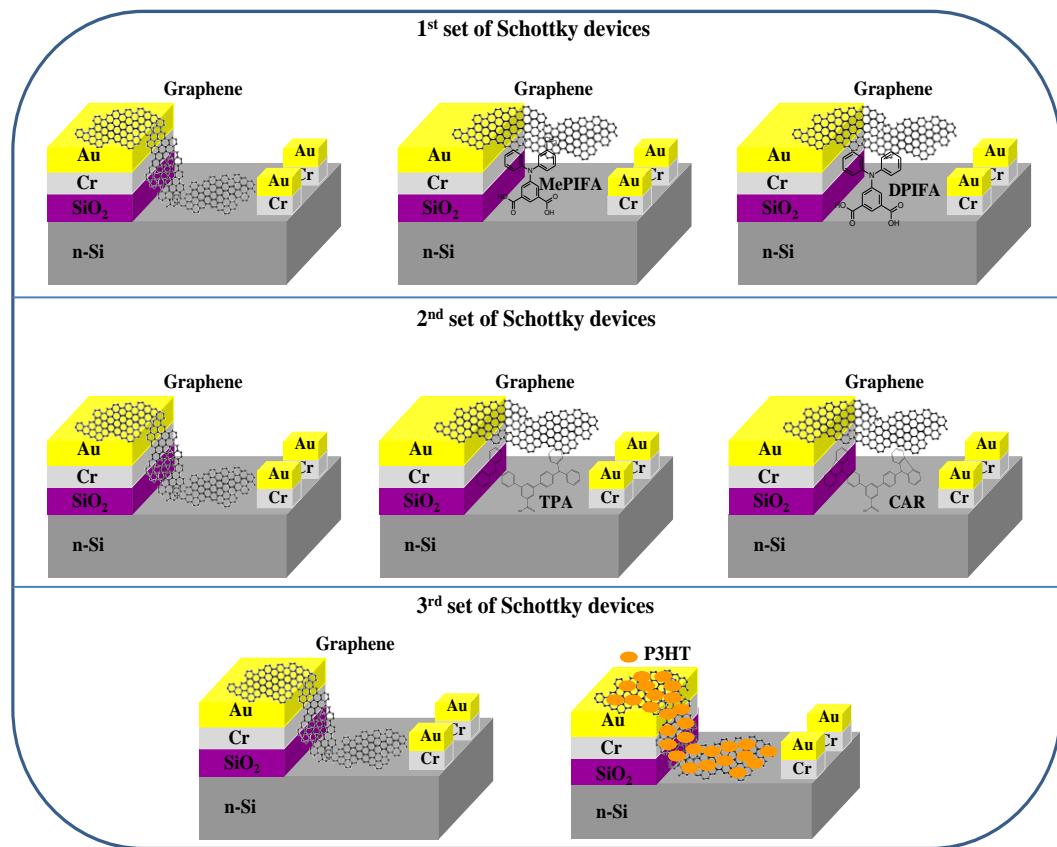 1st set of Schottky devices
Graphene Graphene Graphene
Au Au Au Cr Cr SiO2 n-Si
Au Au Au Cr Cr SiO2 n-Si MePIFA HO O O OH
Au Au Au Cr Cr SiO2 n-Si DPIFA HO O O OH
2nd set of Schottky devices
Graphene Graphene Graphene
Au Au Au Cr Cr SiO2 n-Si
Au Au Au Cr Cr SiO2 n-Si TPA
Au Au Au Cr Cr SiO2 n-Si CAR
3rd set of Schottky devices
Graphene P3HT
Au Au Au Cr Cr SiO2 n-Si
Au Au Au Cr Cr SiO2 n-Si